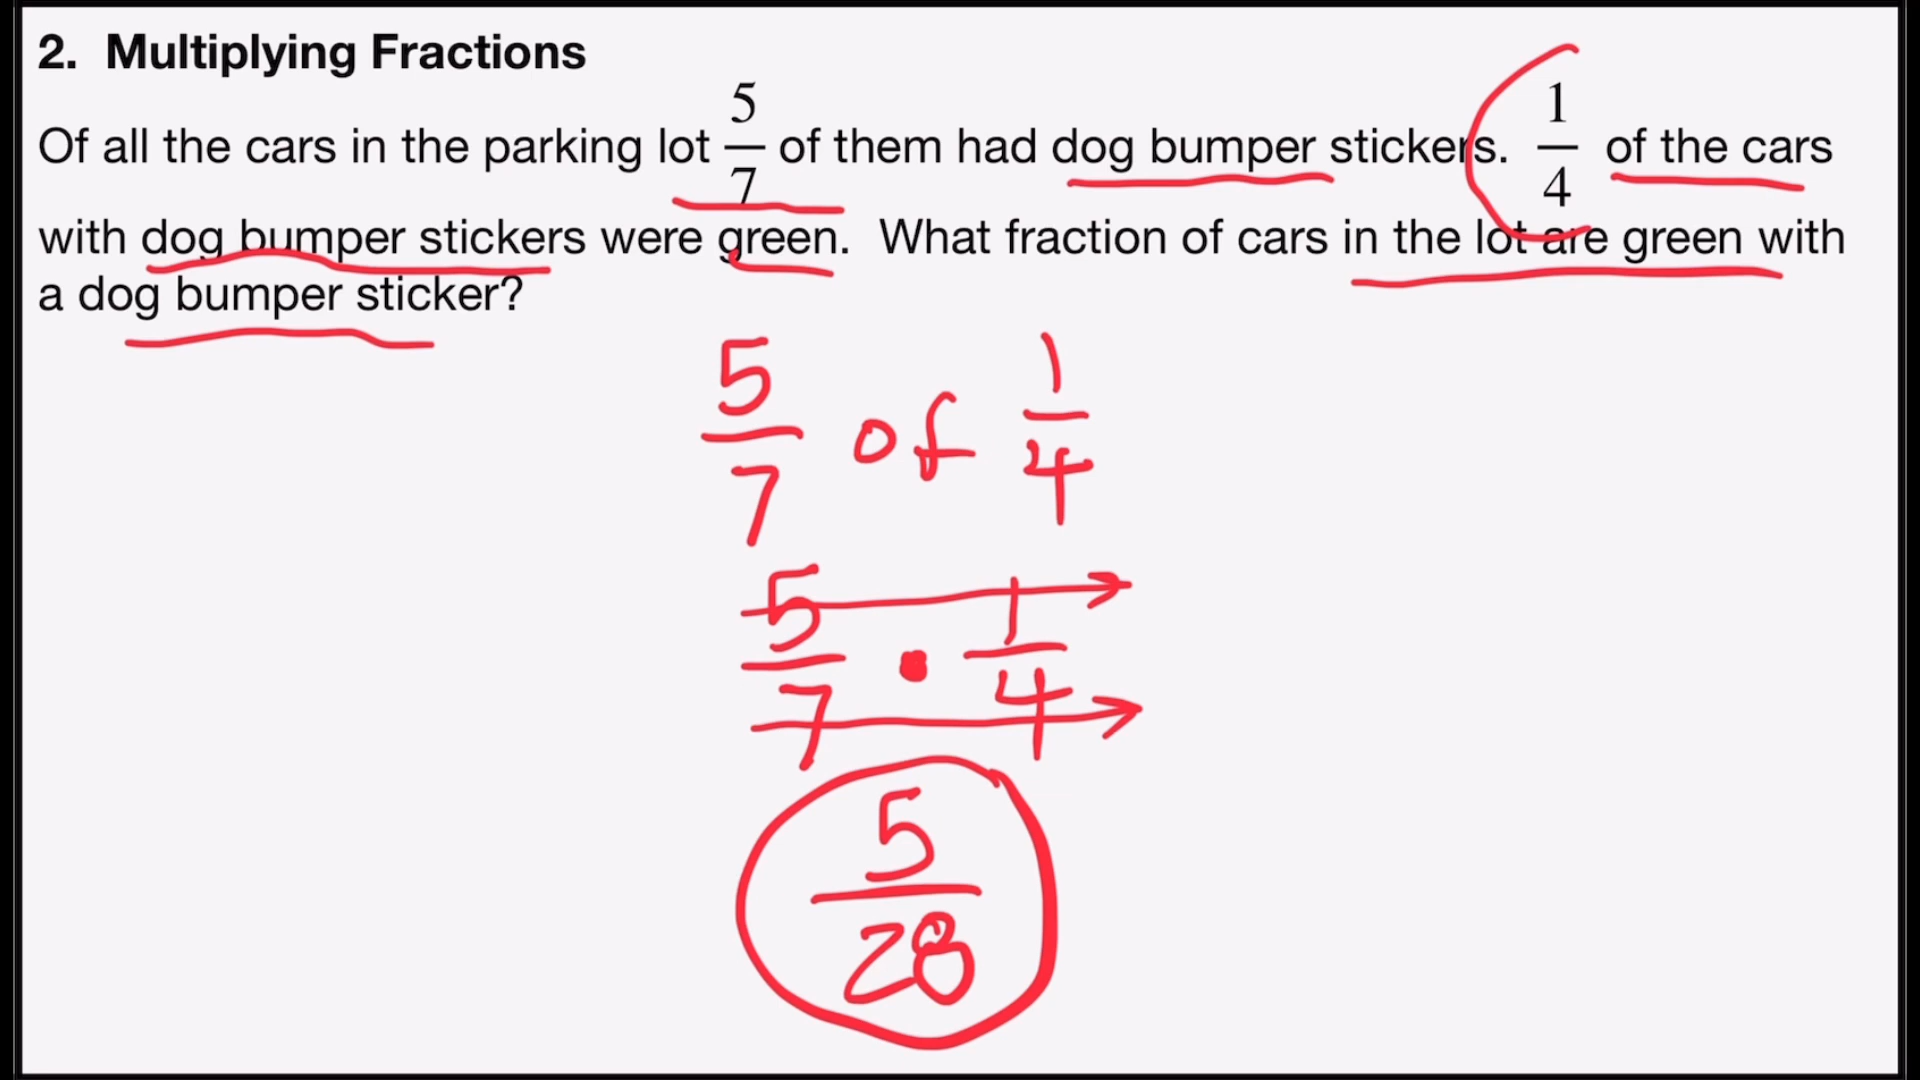 2. Multiplying Fractions
Of all the cars in the parking lot 5/7 of them had dog bumper stickers. 1/4 of the cars
with dog bumper stickers were green. What fraction of cars in the lot are green with
a dog bumper sticker?
5/7 of 1/4
5/7 · 1/4
5/28